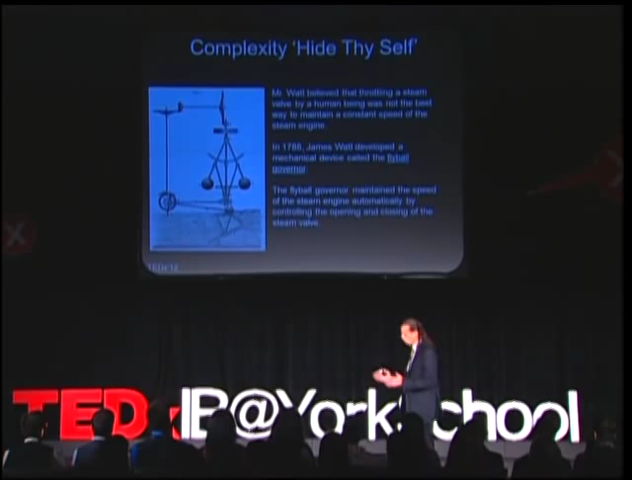 Complexity 'Hide Thy Self'
Mr. Watt believed that throttling a steam
valve by a human being was not the best
way to maintain a constant speed of the
steam engine.
In 1788, James Watt developed a
mechanical device called the flyball
governor
The flyball governor maintained the speed
of the steam engine automatically by
controlling the opening and closing of the
steam valve.
TEDxIB@YorkSchool